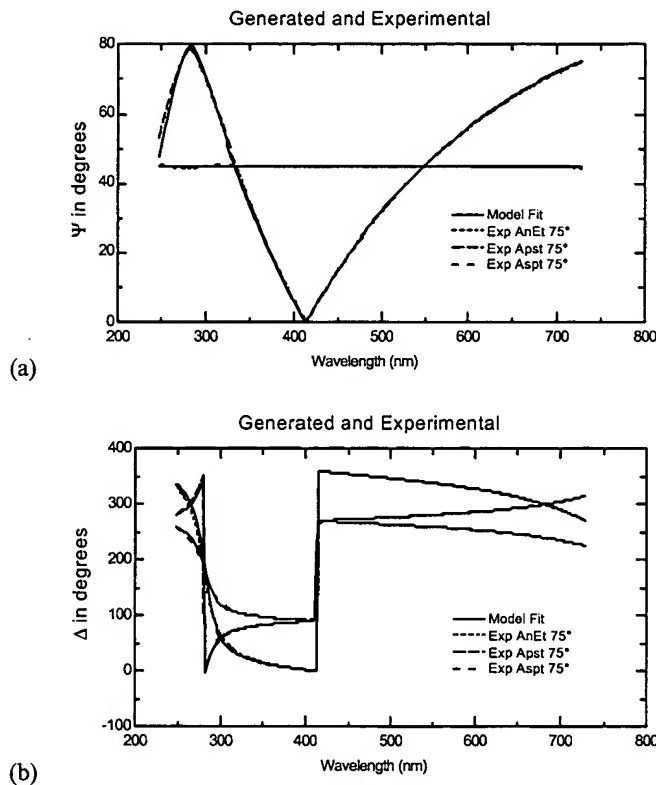 Generated and Experimental
80
60
40
20
0
Ψ in degrees
Model Fit
Exp AnEt 75°
Exp Apst 75°
Exp Aspt 75°
200 300 400 500 600 700 800
Wavelength (nm)
(a)
Generated and Experimental
400
300
200
100
0
-100
Δ in degrees
Model Fit
Exp AnEt 75°
Exp Apst 75°
Exp Aspt 75°
200 300 400 500 600 700 800
Wavelength (nm)
(b)